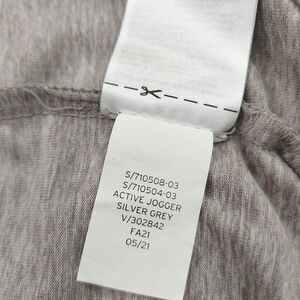 S/710508-03
S/710504-03
ACTIVE JOGGER
SILVER GREY
V/302842
FA21
05/21